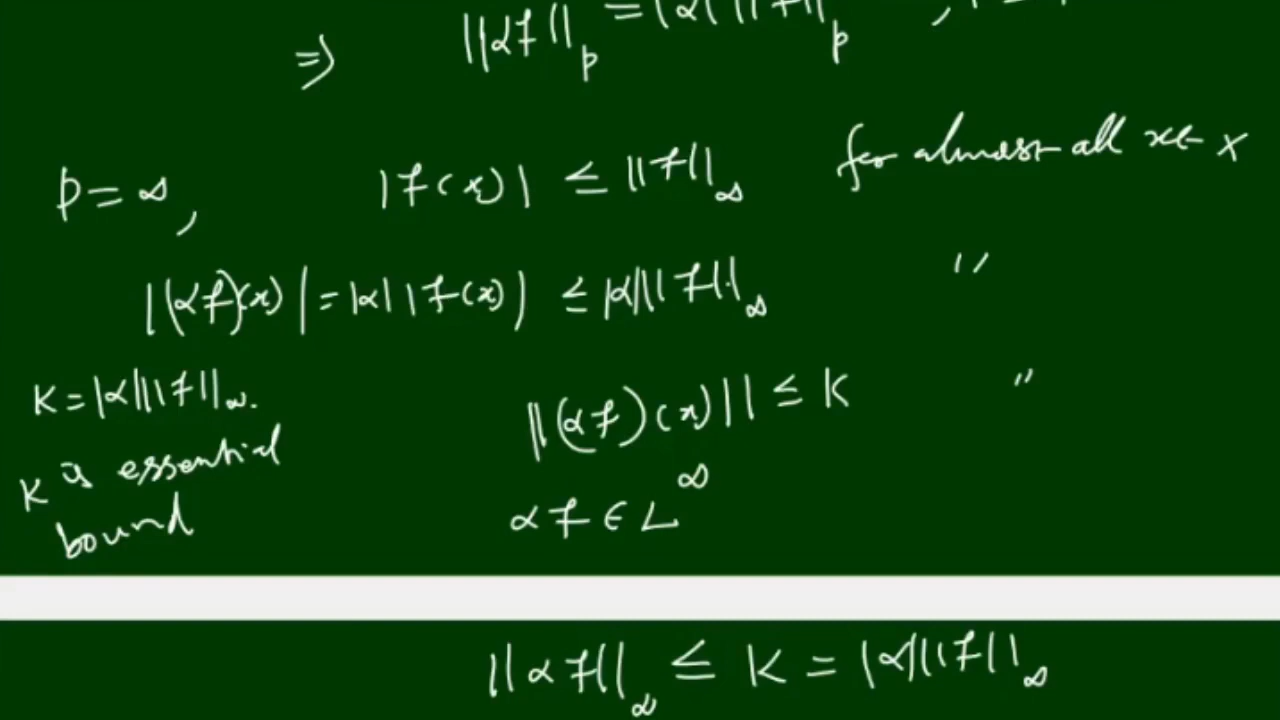 ⇒ ||αf||_p = |α| ||f||_p ,
p = ∞, |f(x)| ≤ ||f||_∞ for almost all x ∈ X
|(αf)(x)| = |α| |f(x)| ≤ |α| ||f||_∞ "
K = |α| ||f||_∞. ||(αf)(x)|| ≤ K "
K is essential
bound αf ∈ L^∞
||αf||_∞ ≤ K = |α| ||f||_∞